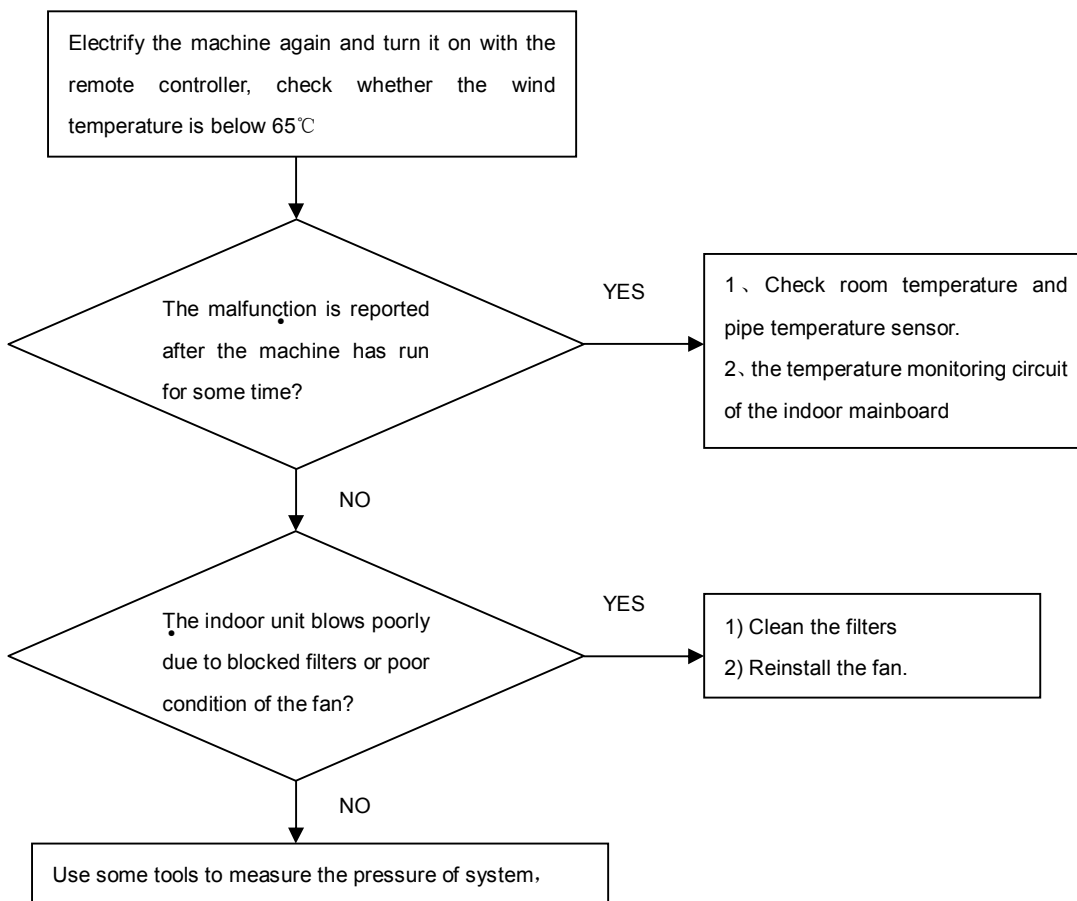 Electrify the machine again and turn it on with the
remote controller, check whether the wind
temperature is below 65℃
The malfunction is reported
after the machine has run
for some time?
YES
1、Check room temperature and
pipe temperature sensor.
2、the temperature monitoring circuit
of the indoor mainboard
NO
The indoor unit blows poorly
due to blocked filters or poor
condition of the fan?
YES
1) Clean the filters
2) Reinstall the fan.
NO
Use some tools to measure the pressure of system，